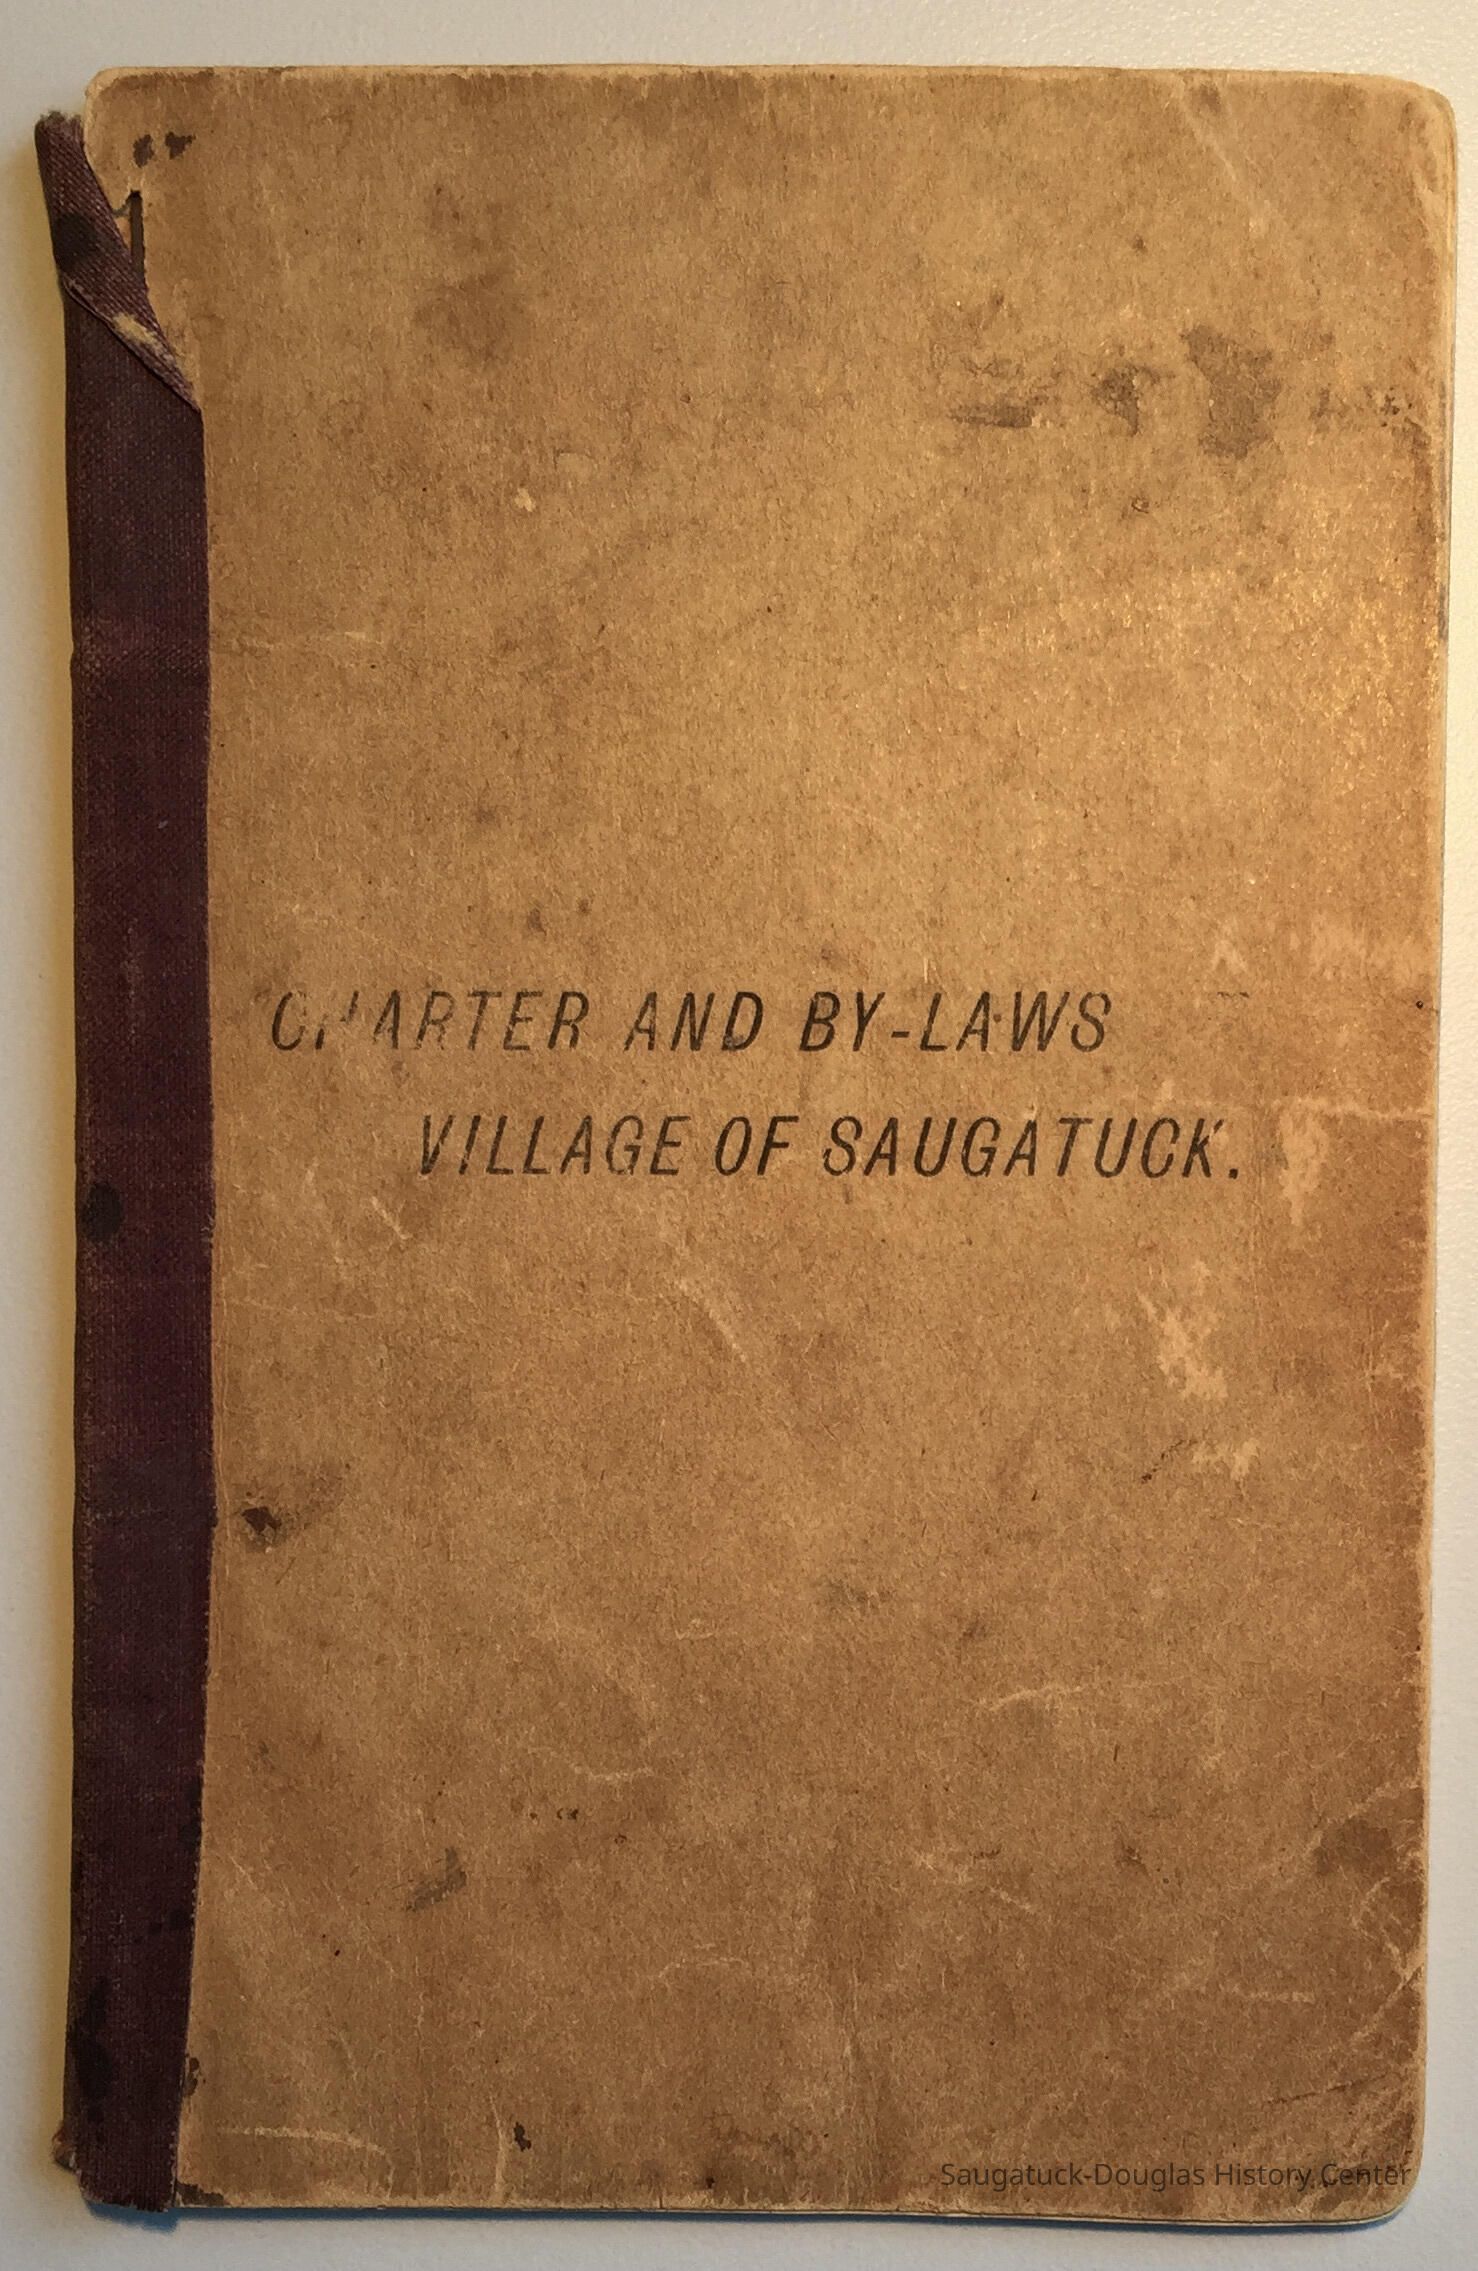 CHARTER AND BY-LAWS
VILLAGE OF SAUGATUCK.
Saugatuck-Douglas History Center